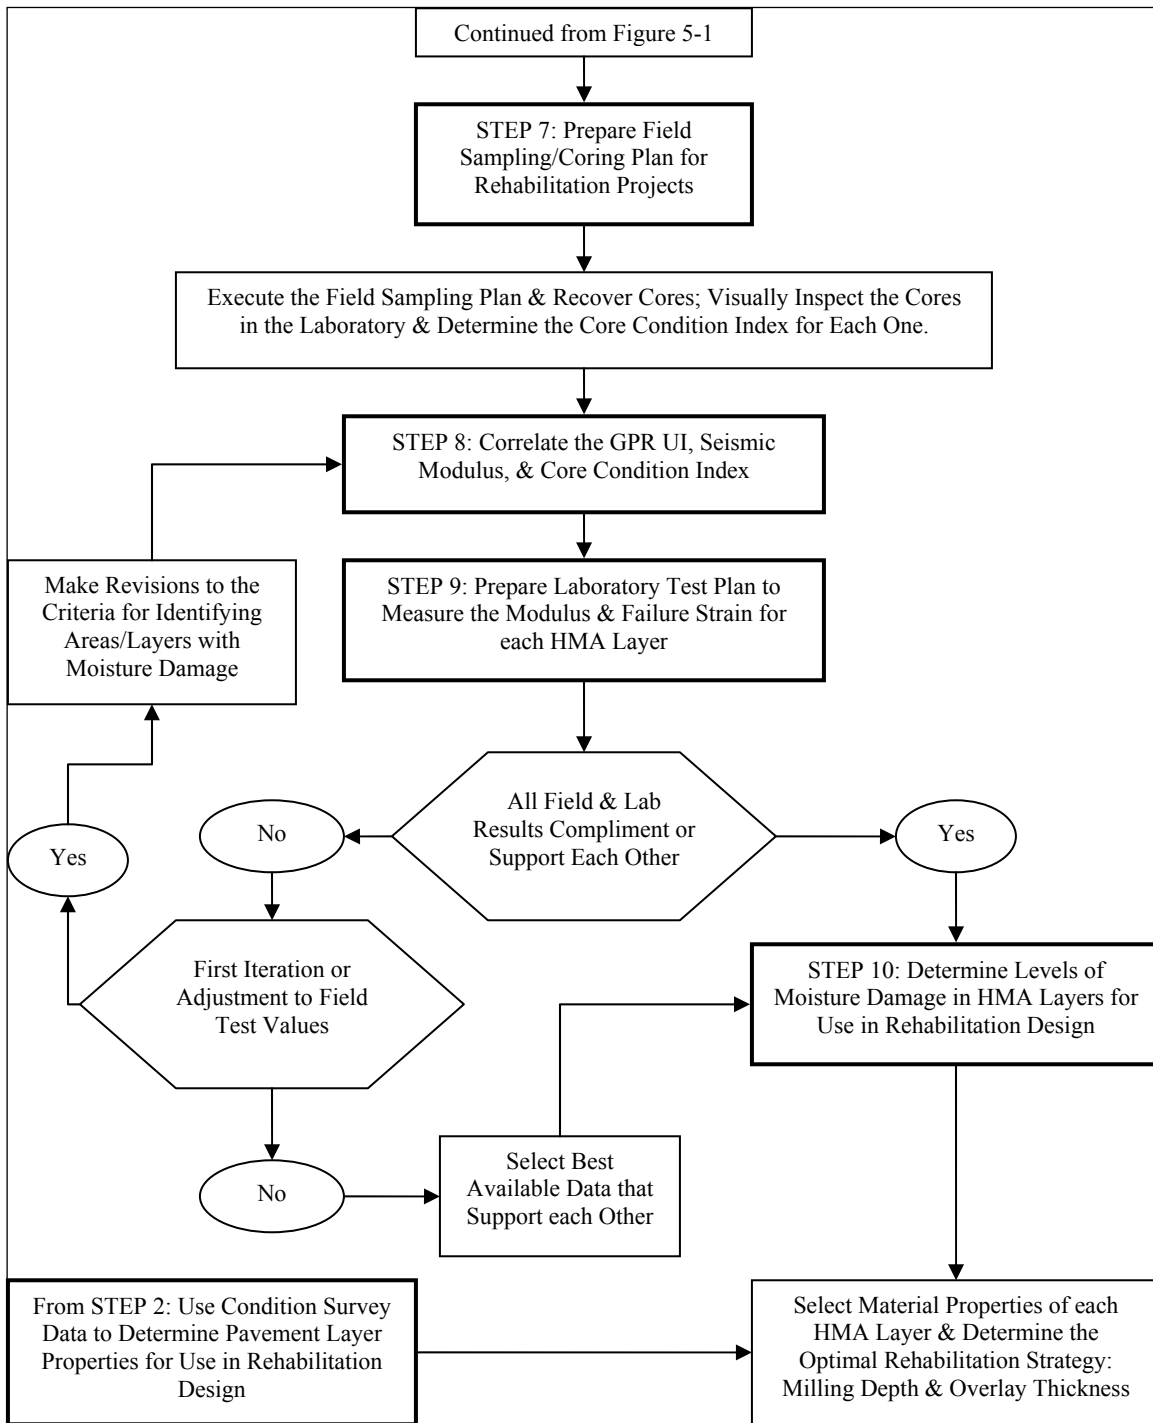 Continued from Figure 5-1
STEP 7: Prepare Field
Sampling/Coring Plan for
Rehabilitation Projects
Execute the Field Sampling Plan & Recover Cores; Visually Inspect the Cores
in the Laboratory & Determine the Core Condition Index for Each One.
STEP 8: Correlate the GPR UI, Seismic
Modulus, & Core Condition Index
Make Revisions to the
Criteria for Identifying
Areas/Layers with
Moisture Damage
STEP 9: Prepare Laboratory Test Plan to
Measure the Modulus & Failure Strain for
each HMA Layer
All Field & Lab
Results Compliment or
Support Each Other
No
Yes
Yes
First Iteration or
Adjustment to Field
Test Values
STEP 10: Determine Levels of
Moisture Damage in HMA Layers for
Use in Rehabilitation Design
No
Select Best
Available Data that
Support each Other
From STEP 2: Use Condition Survey
Data to Determine Pavement Layer
Properties for Use in Rehabilitation
Design
Select Material Properties of each
HMA Layer & Determine the
Optimal Rehabilitation Strategy:
Milling Depth & Overlay Thickness